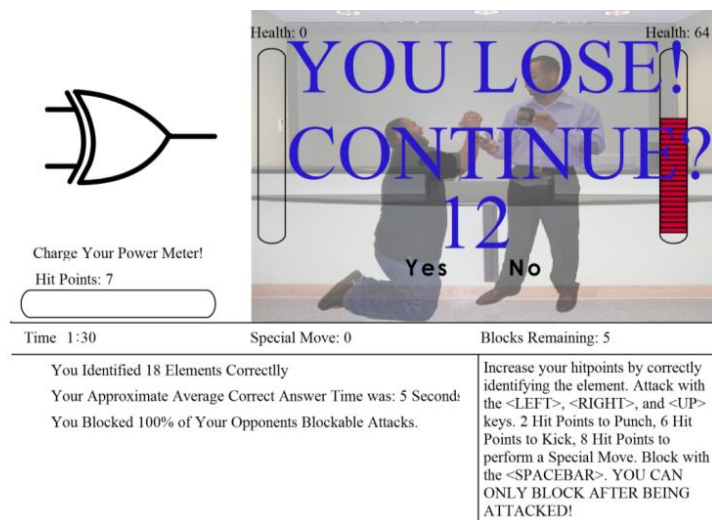 Health: 0
Health: 64
YOU LOSE!
CONTINUE?
12
Yes No
Charge Your Power Meter!
Hit Points: 7
Time 1:30
Special Move: 0
Blocks Remaining: 5
You Identified 18 Elements Correctlly
Your Approximate Average Correct Answer Time was: 5 Seconds
You Blocked 100% of Your Opponents Blockable Attacks.
Increase your hitpoints by correctly
identifying the element. Attack with
the <LEFT>, <RIGHT>, and <UP>
keys. 2 Hit Points to Punch, 6 Hit
Points to Kick, 8 Hit Points to
perform a Special Move. Block with
the <SPACEBAR>. YOU CAN
ONLY BLOCK AFTER BEING
ATTACKED!